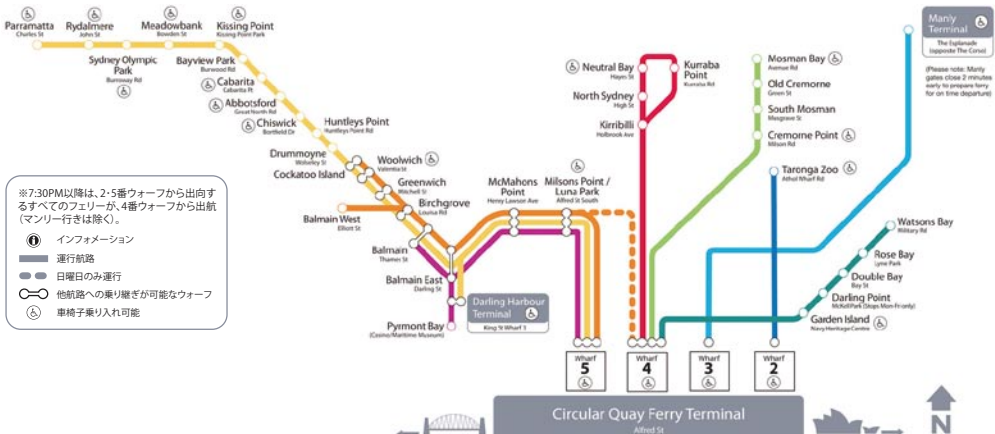 Parramatta
Charles St
Rydalmere
John St
Meadowbank
Bowden St
Kissing Point
Kissing Point Park
Sydney Olympic
Park
Burroway Rd
Bayview Park
Burwood Rd
Cabarita
Cabarita Pt
Abbotsford
Great North Rd
Chiswick
Bortfield Dr
Huntleys Point
Huntleys Point Rd
Drummoyne
Wolseley St
Cockatoo Island
Woolwich
Valentia St
Greenwich
Mitchell St
Birchgrove
Louisa Rd
Balmain West
Elliott St
Balmain
Thames St
Balmain East
Darling St
Pyrmont Bay
(Casino/Maritime Museum)
Darling Harbour
Terminal
King St Wharf 3
McMahons
Point
Henry Lawson Ave
Milsons Point /
Luna Park
Alfred St South
Neutral Bay
Hayes St
Kurraba
Point
Kurraba Rd
North Sydney
High St
Kirribilli
Holbrook Ave
Mosman Bay
Avenue Rd
Old Cremorne
Green St
South Mosman
Musgrave St
Cremorne Point
Milson Rd
Taronga Zoo
Athol Wharf Rd
Manly
Terminal
The Esplanade
(opposite The Corso)
(Please note: Manly
gates close 2 minutes
early to prepare ferry
for on time departure)
Watsons Bay
Military Rd
Rose Bay
Lyne Park
Double Bay
Bay St
Darling Point
McKell Park (Stops Mon-Fri only)
Garden Island
Navy Heritage Centre
※7:30PM以降は、2・5番ウォーフから出向す
るすべてのフェリーが、4番ウォーフから出航
(マンリー行きは除く)。
インフォメーション
運行航路
日曜日のみ運行
他航路への乗り継ぎが可能なウォーフ
車椅子乗り入れ可能
Wharf
5
Wharf
4
Wharf
3
Wharf
2
Circular Quay Ferry Terminal
Alfred St
N